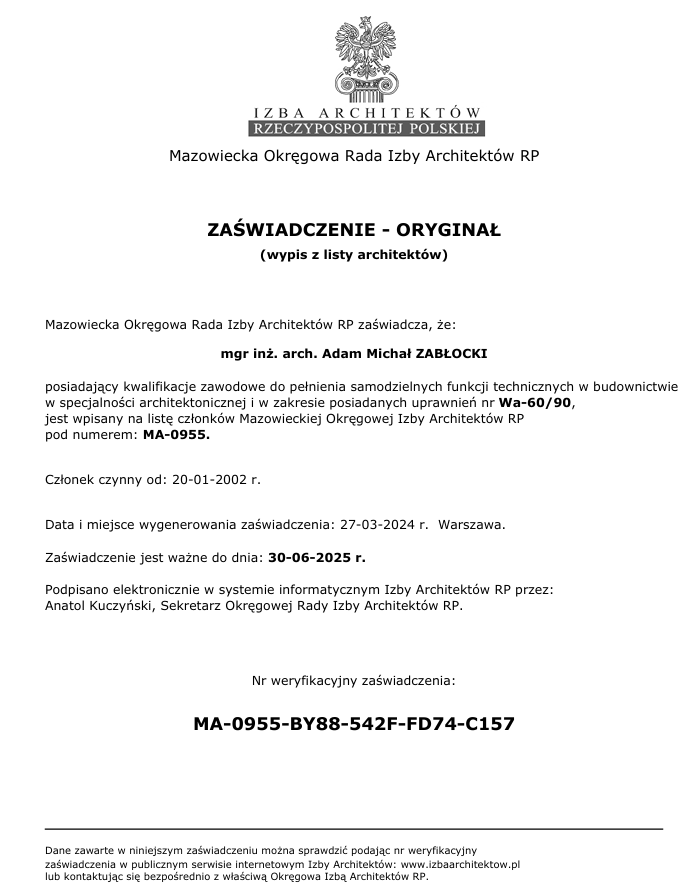 IZBA ARCHITEKTÓW
RZECZYPOSPOLITEJ POLSKIEJ
Mazowiecka Okręgowa Rada Izby Architektów RP
ZAŚWIADCZENIE - ORYGINAŁ
(wypis z listy architektów)
Mazowiecka Okręgowa Rada Izby Architektów RP zaświadcza, że:
mgr inż. arch. Adam Michał ZABŁOCKI
posiadający kwalifikacje zawodowe do pełnienia samodzielnych funkcji technicznych w budownictwie
w specjalności architektonicznej i w zakresie posiadanych uprawnień nr Wa-60/90,
jest wpisany na listę członków Mazowieckiej Okręgowej Izby Architektów RP
pod numerem: MA-0955.
Członek czynny od: 20-01-2002 r.
Data i miejsce wygenerowania zaświadczenia: 27-03-2024 r.  Warszawa.
Zaświadczenie jest ważne do dnia: 30-06-2025 r.
Podpisano elektronicznie w systemie informatycznym Izby Architektów RP przez:
Anatol Kuczyński, Sekretarz Okręgowej Rady Izby Architektów RP.
Nr weryfikacyjny zaświadczenia:
MA-0955-BY88-542F-FD74-C157
Dane zawarte w niniejszym zaświadczeniu można sprawdzić podając nr weryfikacyjny
zaświadczenia w publicznym serwisie internetowym Izby Architektów: www.izbaarchitektow.pl
lub kontaktując się bezpośrednio z właściwą Okręgową Izbą Architektów RP.